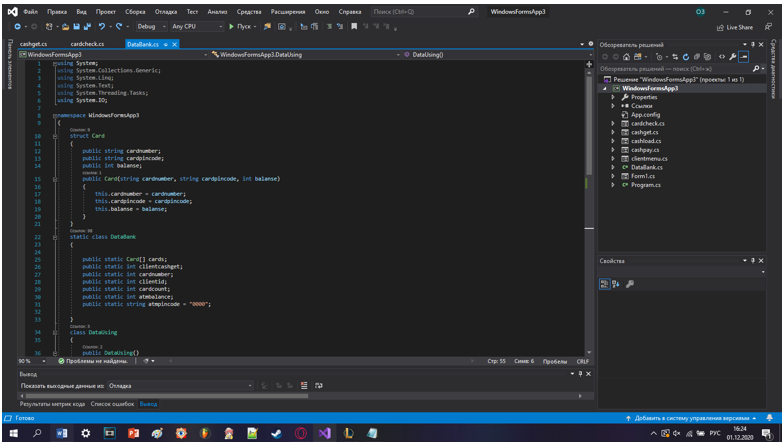 Файл Правка Вид Проект Сборка Отладка Тест Анализ Средства Расширения Окно Справка Поиск (Ctrl+Q) WindowsFormsApp3 ОЗ
Debug Any CPU Пуск Live Share
Панель элементов
cashget.cs cardcheck.cs DataBank.cs
WindowsFormsApp3 WindowsFormsApp3.DataUsing DataUsing()
1 using System;
2 using System.Collections.Generic;
3 using System.Linq;
4 using System.Text;
5 using System.Threading.Tasks;
6 using System.IO;
7
8 namespace WindowsFormsApp3
9 {
Ссылок: 9
10 struct Card
11 {
12 public string cardnumber;
13 public string cardpincode;
14 public int balanse;
ссылка: 1
15 public Card(string cardnumber, string cardpincode, int balanse)
16 {
17 this.cardnumber = cardnumber;
18 this.cardpincode = cardpincode;
19 this.balanse = balanse;
20 }
21 }
Ссылок: 98
22 static class DataBank
23 {
24
25 public static Card[] cards;
26 public static int clientcashget;
27 public static int cardnumber;
28 public static int clientid;
29 public static int cardcount;
30 public static int atmbalance;
31 public static string atmpincode = "0000";
32
33 }
Ссылок: 5
34 class DataUsing
35 {
Ссылок: 2
36 public DataUsing()
90 % Проблемы не найдены. Стр: 55 Симв: 6 Пробелы CRLF
Вывод
Показать выходные данные из: Отладка
Результаты метрик кода Список ошибок Вывод
Обозреватель решений
Обозреватель решений — поиск (Ctrl+ж)
Решение "WindowsFormsApp3" (проекты: 1 из 1)
WindowsFormsApp3
Properties
Ссылки
App.config
cardcheck.cs
cashget.cs
cashload.cs
cashpay.cs
clientmenu.cs
DataBank.cs
Form1.cs
Program.cs
Свойства
Средства диагностики
Готово Добавить в систему управления версиями
РУС 16:24
01.12.2020